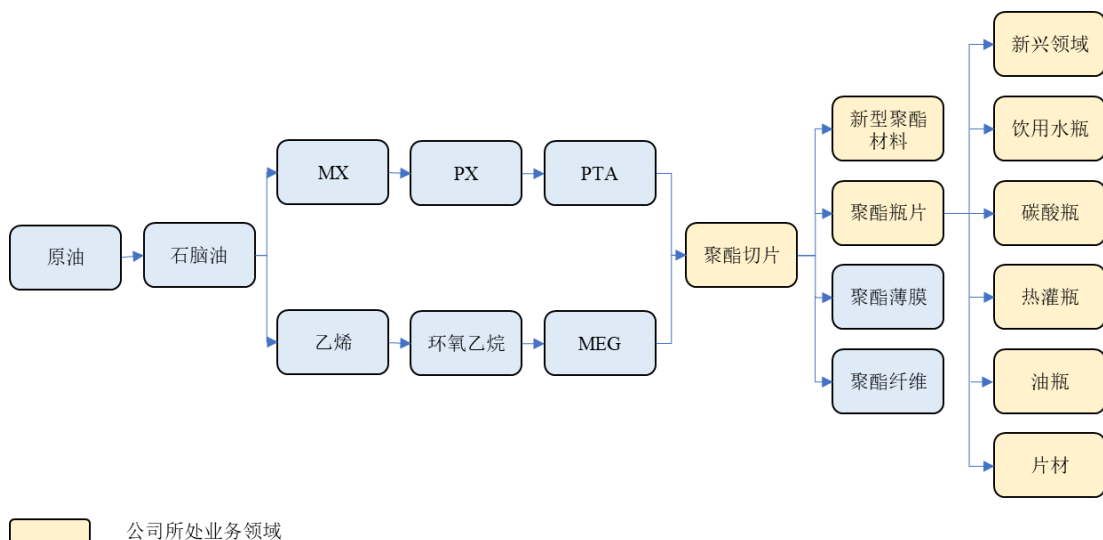 原油
石脑油
MX
PX
PTA
乙烯
环氧乙烷
MEG
聚酯切片
新型聚酯
材料
聚酯瓶片
聚酯薄膜
聚酯纤维
新兴领域
饮用水瓶
碳酸瓶
热灌瓶
油瓶
片材
公司所处业务领域